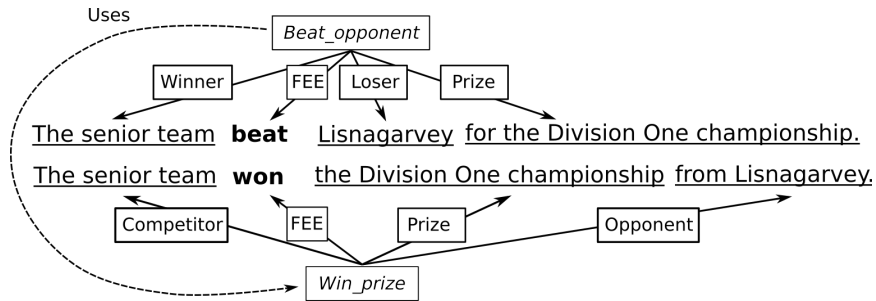 Uses
Beat_opponent
Winner FEE Loser Prize
The senior team beat Lisnagarvey for the Division One championship.
The senior team won the Division One championship from Lisnagarvey.
Competitor FEE Prize Opponent
Win_prize